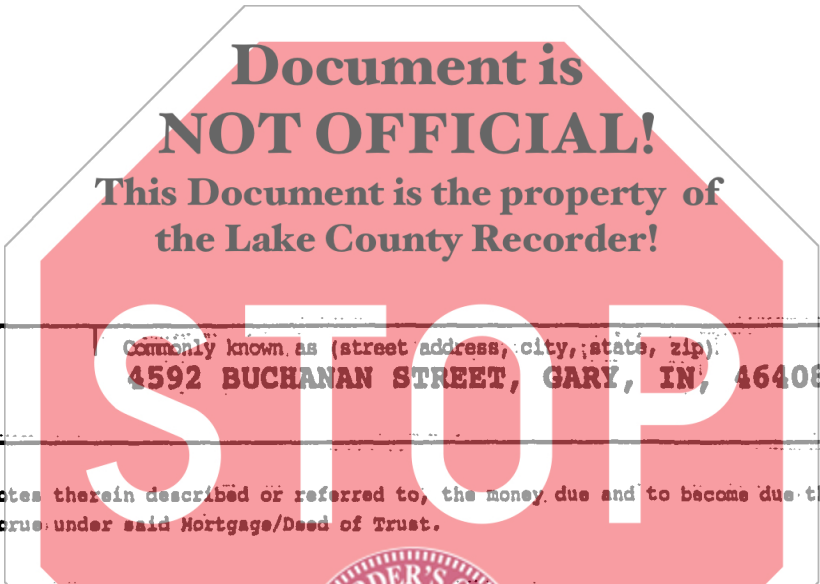 Document is
NOT OFFICIAL!
This Document is the property of
the Lake County Recorder!
STOP
Commonly known as (street address, city, state, zip).
4592 BUCHANAN STREET, GARY, IN, 46408
therein described or referred to, the money due and to become due
under said Mortgage/Deed of Trust.